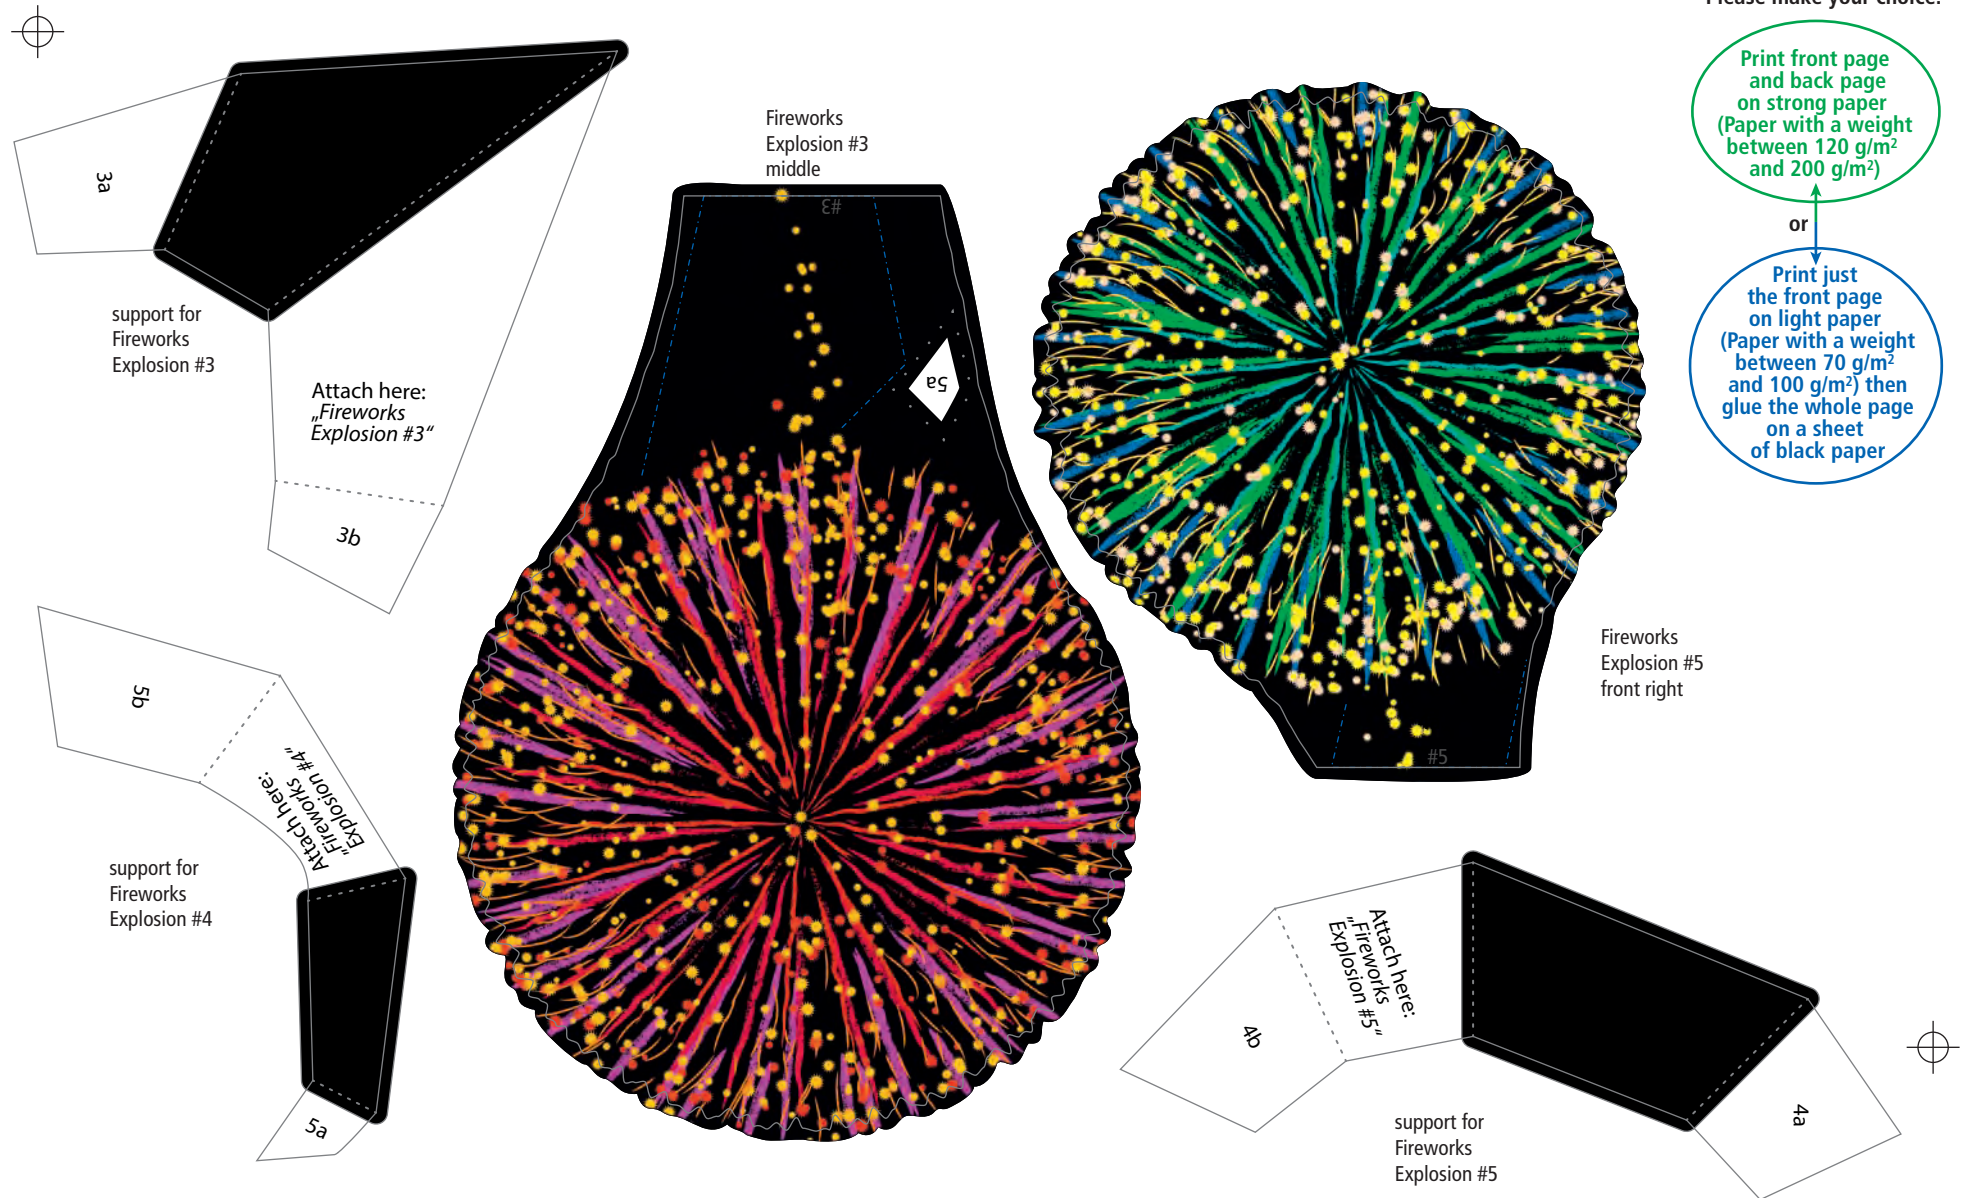 Please make your choice:
Print front page
and back page
on strong paper
(Paper with a weight
between 120 g/m²
and 200 g/m²)
or
Print just
the front page
on light paper
(Paper with a weight
between 70 g/m²
and 100 g/m²) then
glue the whole page
on a sheet
of black paper
3a
support for
Fireworks
Explosion #3
Attach here:
„Fireworks
Explosion #3“
3b
Fireworks
Explosion #3
middle
#3
5a
Fireworks
Explosion #5
front right
#5
5b
Attach here:
„Fireworks
Explosion #4“
support for
Fireworks
Explosion #4
5a
Attach here:
„Fireworks
Explosion #5“
4b
4a
support for
Fireworks
Explosion #5